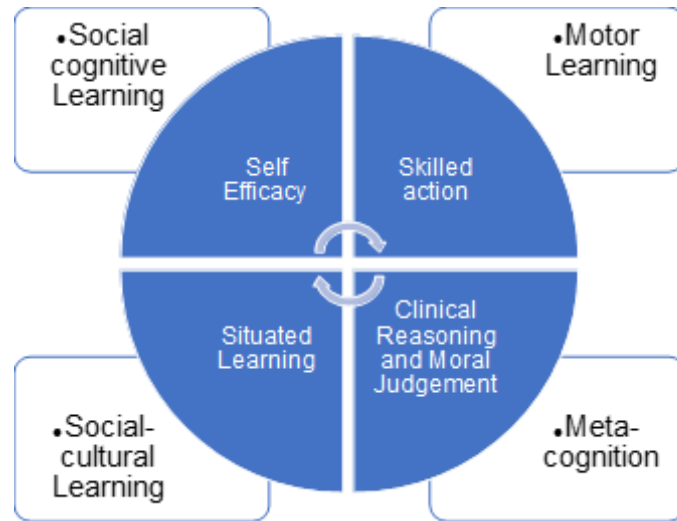 •Social
cognitive
Learning
•Motor
Learning
Self
Efficacy
Skilled
action
Situated
Learning
Clinical
Reasoning
and Moral
Judgement
•Social-
cultural
Learning
•Meta-
cognition